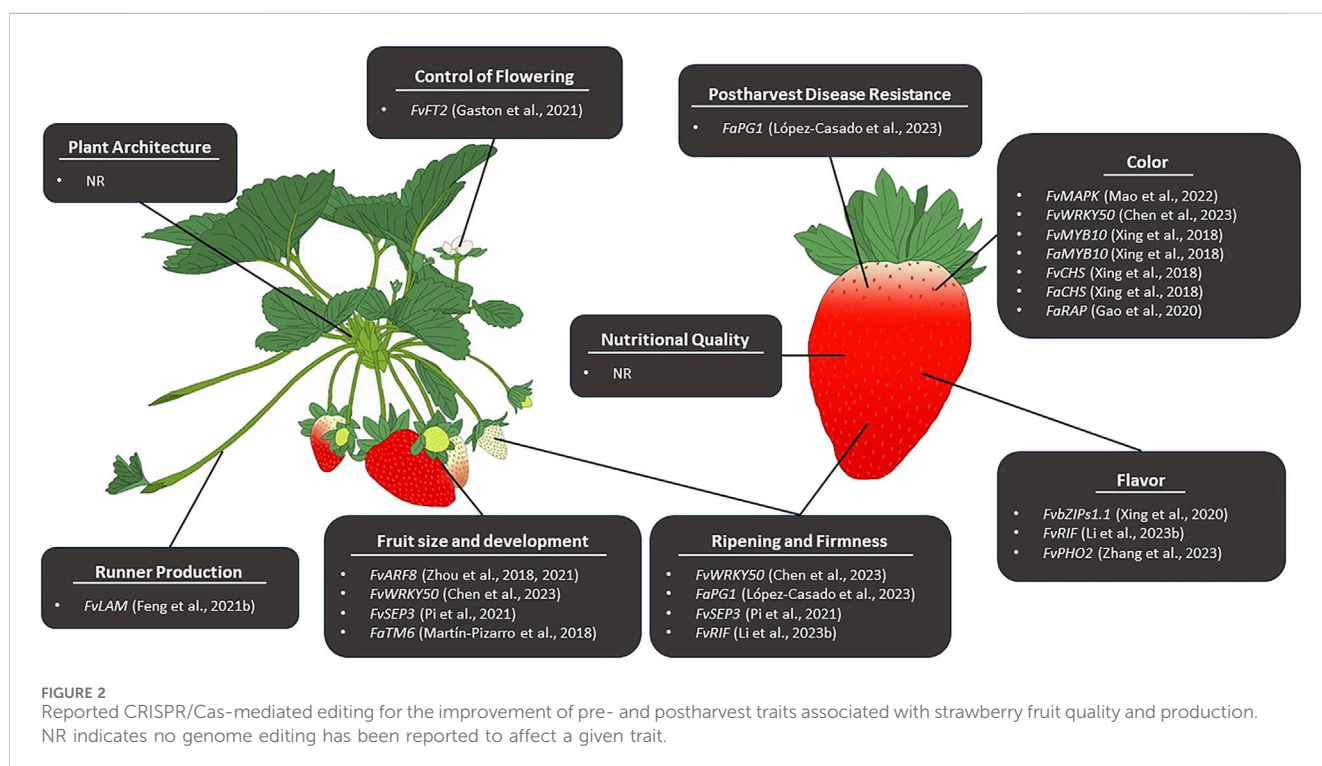 Control of Flowering
• FvFT2 (Gaston et al., 2021)
Postharvest Disease Resistance
• FaPG1 (López-Casado et al., 2023)
Plant Architecture
• NR
Color
• FvMAPK (Mao et al., 2022)
• FvWRKY50 (Chen et al., 2023)
• FvMYB10 (Xing et al., 2018)
• FaMYB10 (Xing et al., 2018)
• FvCHS (Xing et al., 2018)
• FaCHS (Xing et al., 2018)
• FaRAP (Gao et al., 2020)
Nutritional Quality
• NR
Flavor
• FvbZIPs1.1 (Xing et al., 2020)
• FvRIF (Li et al., 2023b)
• FvPHO2 (Zhang et al., 2023)
Runner Production
• FvLAM (Feng et al., 2021b)
Fruit size and development
• FvARF8 (Zhou et al., 2018, 2021)
• FvWRKY50 (Chen et al., 2023)
• FvSEP3 (Pi et al., 2021)
• FaTM6 (Martín-Pizarro et al., 2018)
Ripening and Firmness
• FvWRKY50 (Chen et al., 2023)
• FaPG1 (López-Casado et al., 2023)
• FvSEP3 (Pi et al., 2021)
• FvRIF (Li et al., 2023b)
FIGURE 2
Reported CRISPR/Cas-mediated editing for the improvement of pre- and postharvest traits associated with strawberry fruit quality and production.
NR indicates no genome editing has been reported to affect a given trait.